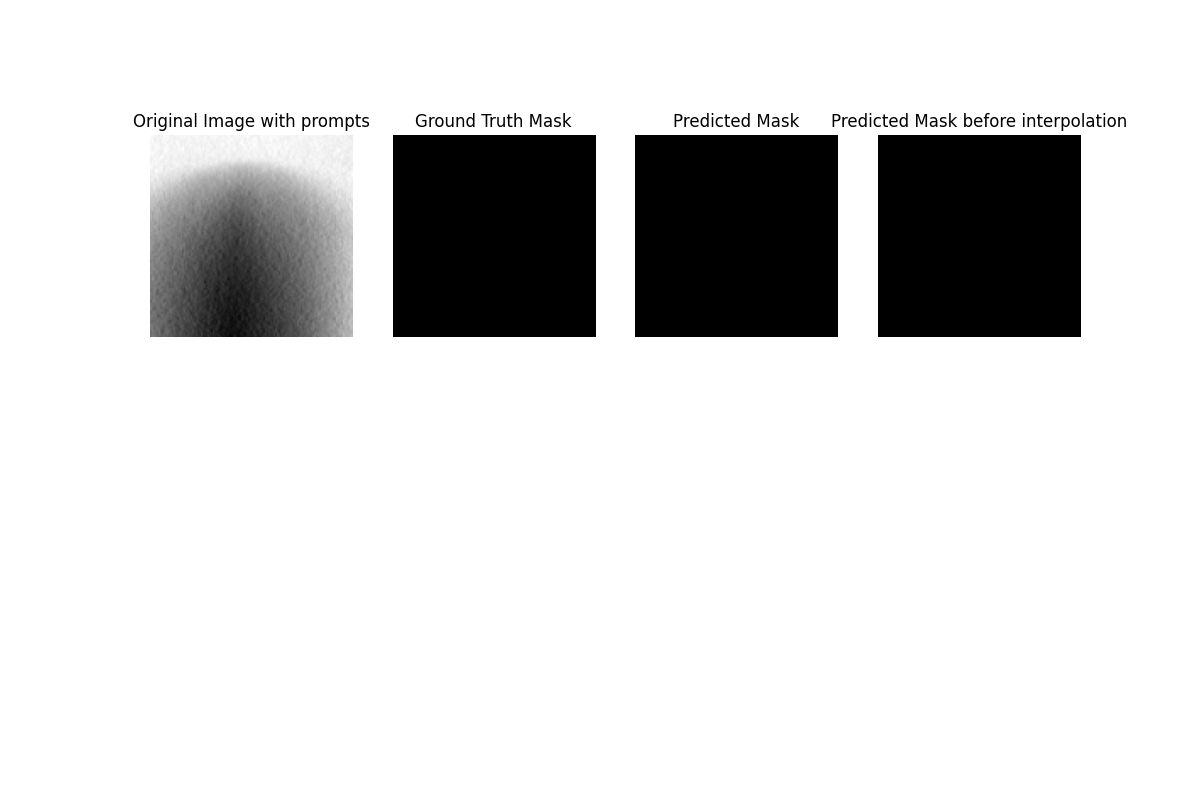 Original Image with prompts
Ground Truth Mask
Predicted Mask
Predicted Mask before interpolation